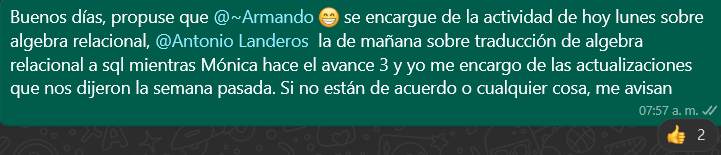 Buenos días, propuse que @~Armando 😁 se encargue de la actividad de hoy lunes sobre
algebra relacional, @Antonio Landeros la de mañana sobre traducción de algebra
relacional a sql mientras Mónica hace el avance 3 y yo me encargo de las actualizaciones
que nos dijeron la semana pasada. Si no están de acuerdo o cualquier cosa, me avisan
07:57 a. m.
👍 2